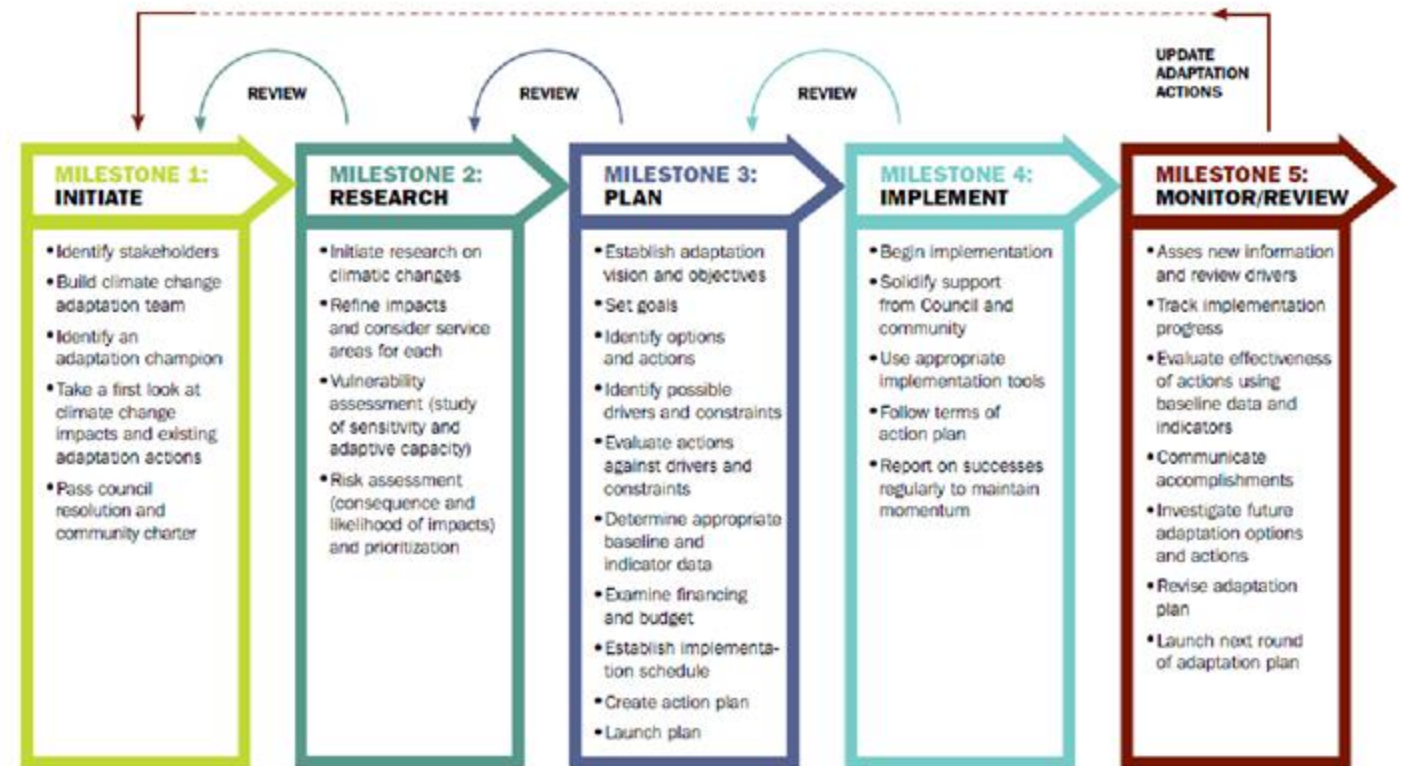 UPDATE
ADAPTATION
ACTIONS
REVIEW
REVIEW
REVIEW
MILESTONE 1:
INITIATE
• Identify stakeholders
• Build climate change
adaptation team
• Identify an
adaptation champion
• Take a first look at
climate change
impacts and existing
adaptation actions
• Pass council
resolution and
community charter
MILESTONE 2:
RESEARCH
• Initiate research on
climatic changes
• Refine impacts
and consider service
areas for each
• Vulnerability
assessment (study
of sensitivity and
adaptive capacity)
• Risk assessment
(consequence and
likelihood of impacts)
and prioritization
MILESTONE 3:
PLAN
• Establish adaptation
vision and objectives
• Set goals
• Identify options
and actions
• Identify possible
drivers and constraints
• Evaluate actions
against drivers and
constraints
• Determine appropriate
baseline and
indicator data
• Examine financing
and budget
• Establish implementa-
tion schedule
• Create action plan
• Launch plan
MILESTONE 4:
IMPLEMENT
• Begin implementation
• Solidify support
from Council and
community
• Use appropriate
implementation tools
• Follow terms of
action plan
• Report on successes
regularly to maintain
momentum
MILESTONE 5:
MONITOR/REVIEW
• Asses new information
and review drivers
• Track implementation
progress
• Evaluate effectiveness
of actions using
baseline data and
indicators
• Communicate
accomplishments
• Investigate future
adaptation options
and actions
• Revise adaptation
plan
• Launch next round
of adaptation plan